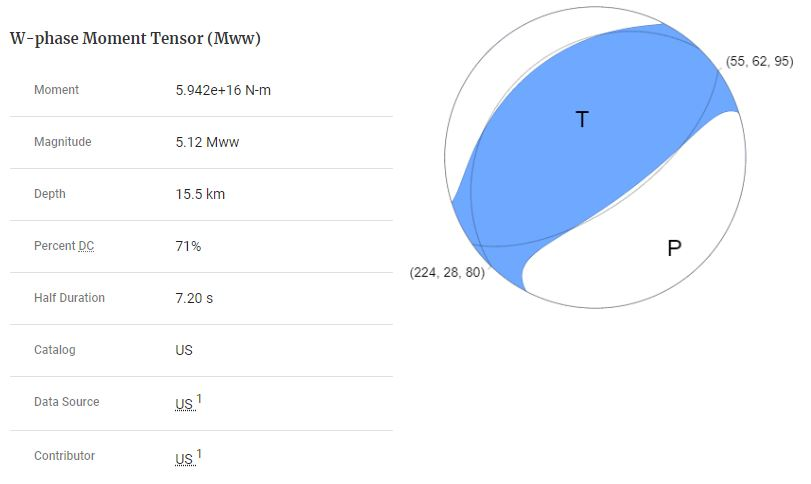 W-phase Moment Tensor (Mww)
Moment 5.942e+16 N-m
Magnitude 5.12 Mww
Depth 15.5 km
Percent DC 71%
Half Duration 7.20 s
Catalog US
Data Source US 1
Contributor US 1
(55, 62, 95)
T
P
(224, 28, 80)